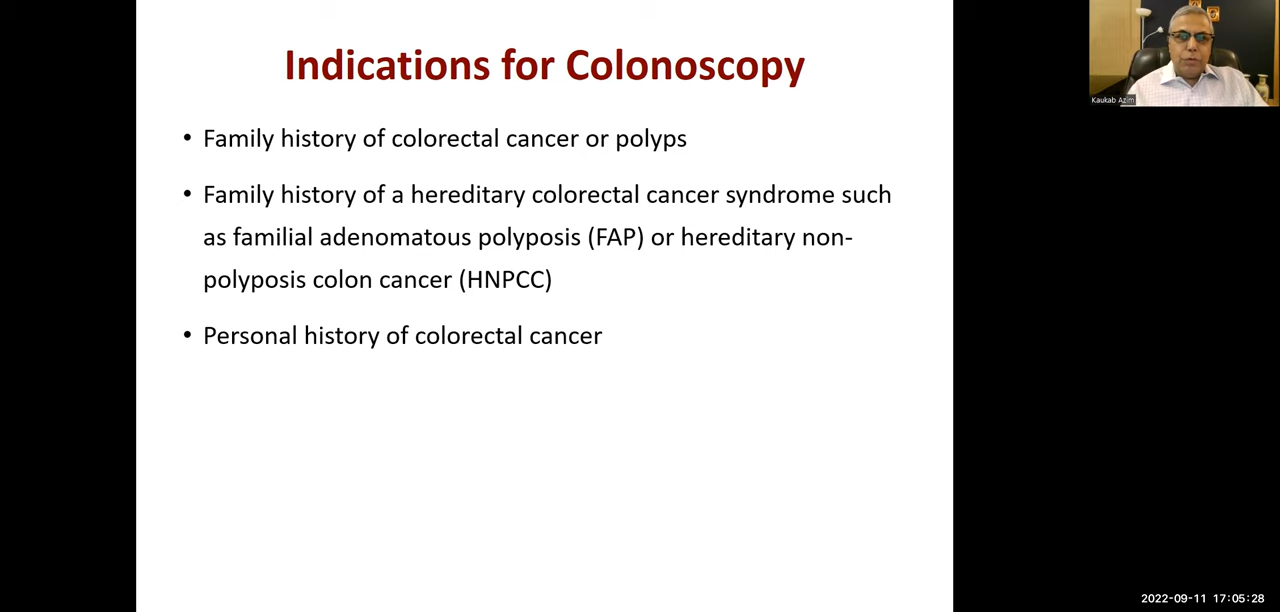 Indications for Colonoscopy
• Family history of colorectal cancer or polyps
• Family history of a hereditary colorectal cancer syndrome such
as familial adenomatous polyposis (FAP) or hereditary non-
polyposis colon cancer (HNPCC)
• Personal history of colorectal cancer
Kaukab Azim
2022-09-11 17:05:28